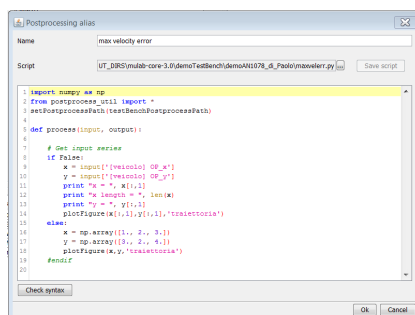 Postprocessing alias
Name max velocity error
Script UT_DIRS\mulab-core-3.0\demoTestBench\demoAN1078_di_Paolo\maxvelerr.py ... Save script
1 import numpy as np
2 from postprocess_util import *
3 setPostprocessPath(testBenchPostprocessPath)
4
5 def process(input, output):
6
7 # Get input series
8 if False:
9 x = input['[veicolo] OP_x']
10 y = input['[veicolo] OP_y']
11 print "x = ", x[:,1]
12 print "x length = ", len(x)
13 print "y = ", y[:,1]
14 plotFigure(x[:,1],y[:,1],'traiettoria')
15 else:
16 x = np.array([1., 2., 3.])
17 y = np.array([3., 2., 4.])
18 plotFigure(x,y,'traiettoria')
19 #endif
20
Check syntax
Ok Cancel